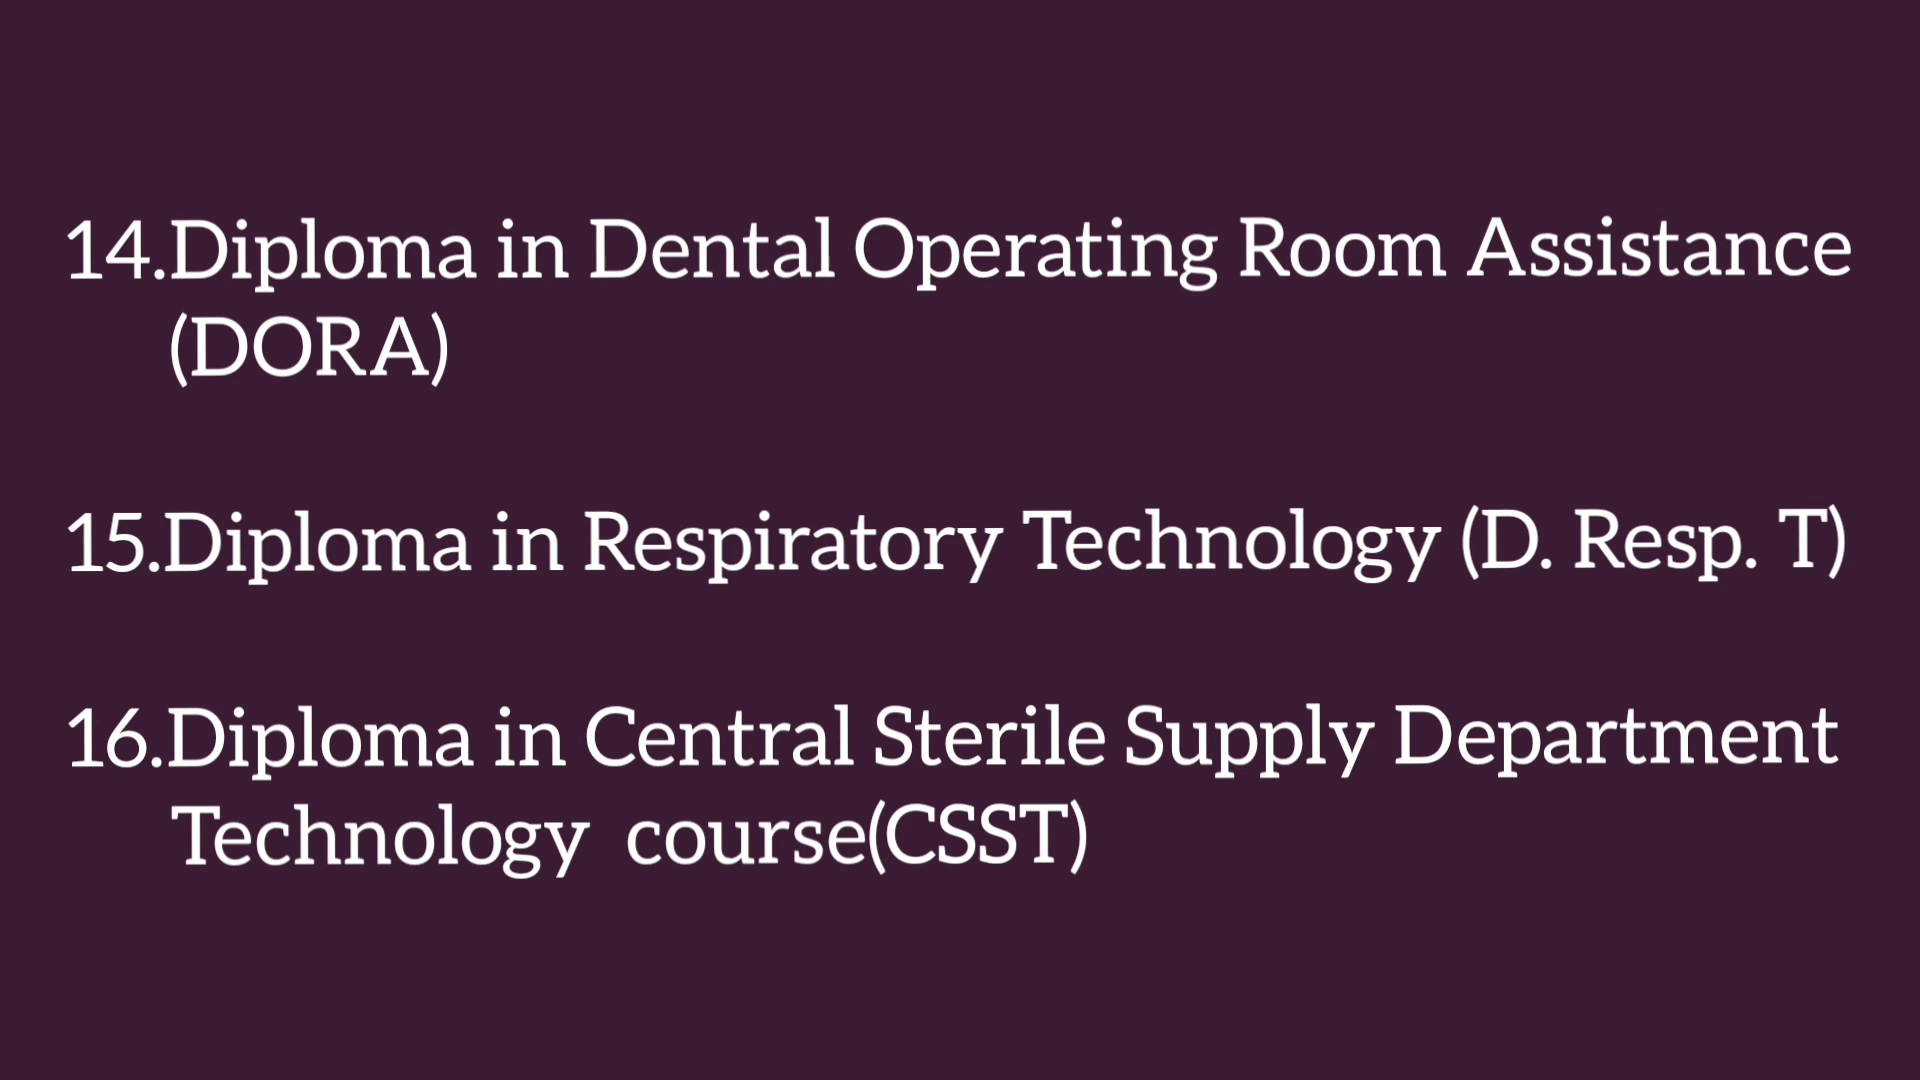 14.Diploma in Dental Operating Room Assistance
(DORA)
15.Diploma in Respiratory Technology (D. Resp. T)
16.Diploma in Central Sterile Supply Department
Technology  course(CSST)